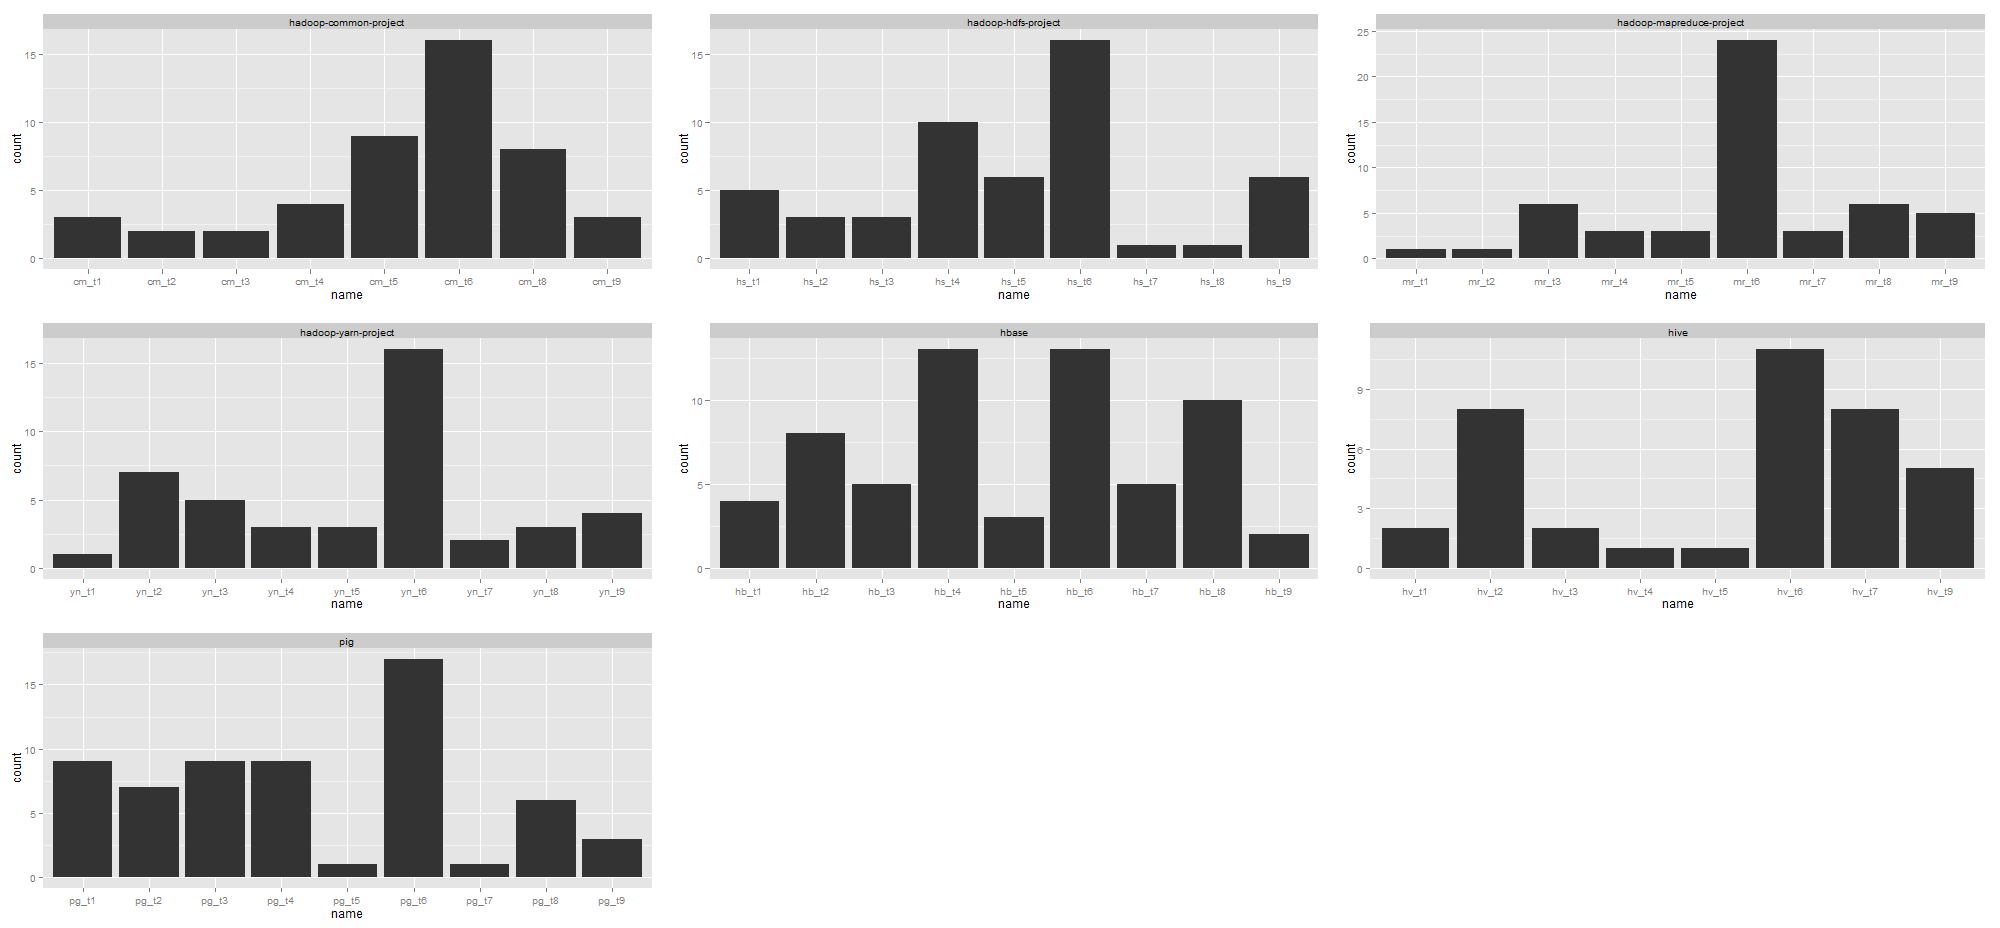 hadoop-common-project
hadoop-hdfs-project
hadoop-mapreduce-project
15
10
5
0
count
cm_t1 cm_t2 cm_t3 cm_t4 cm_t5 cm_t6 cm_t8 cm_t9
name
15
10
5
0
count
hs_t1 hs_t2 hs_t3 hs_t4 hs_t5 hs_t6 hs_t7 hs_t8 hs_t9
name
25
20
15
10
5
0
count
mr_t1 mr_t2 mr_t3 mr_t4 mr_t5 mr_t6 mr_t7 mr_t8 mr_t9
name
hadoop-yarn-project
hbase
hive
15
10
5
0
count
yn_t1 yn_t2 yn_t3 yn_t4 yn_t5 yn_t6 yn_t7 yn_t8 yn_t9
name
10
5
0
count
hb_t1 hb_t2 hb_t3 hb_t4 hb_t5 hb_t6 hb_t7 hb_t8 hb_t9
name
9
6
3
0
count
hv_t1 hv_t2 hv_t3 hv_t4 hv_t5 hv_t6 hv_t7 hv_t9
name
pig
15
10
5
0
count
pg_t1 pg_t2 pg_t3 pg_t4 pg_t5 pg_t6 pg_t7 pg_t8 pg_t9
name